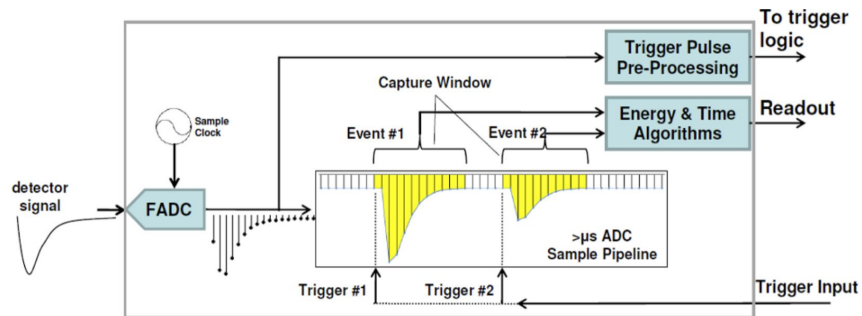 To trigger
logic
Trigger Pulse
Pre-Processing
Capture Window
Energy & Time
Algorithms
Readout
Sample
Clock
Event #1
Event #2
detector
signal
FADC
>µs ADC
Sample Pipeline
Trigger #1
Trigger #2
Trigger Input